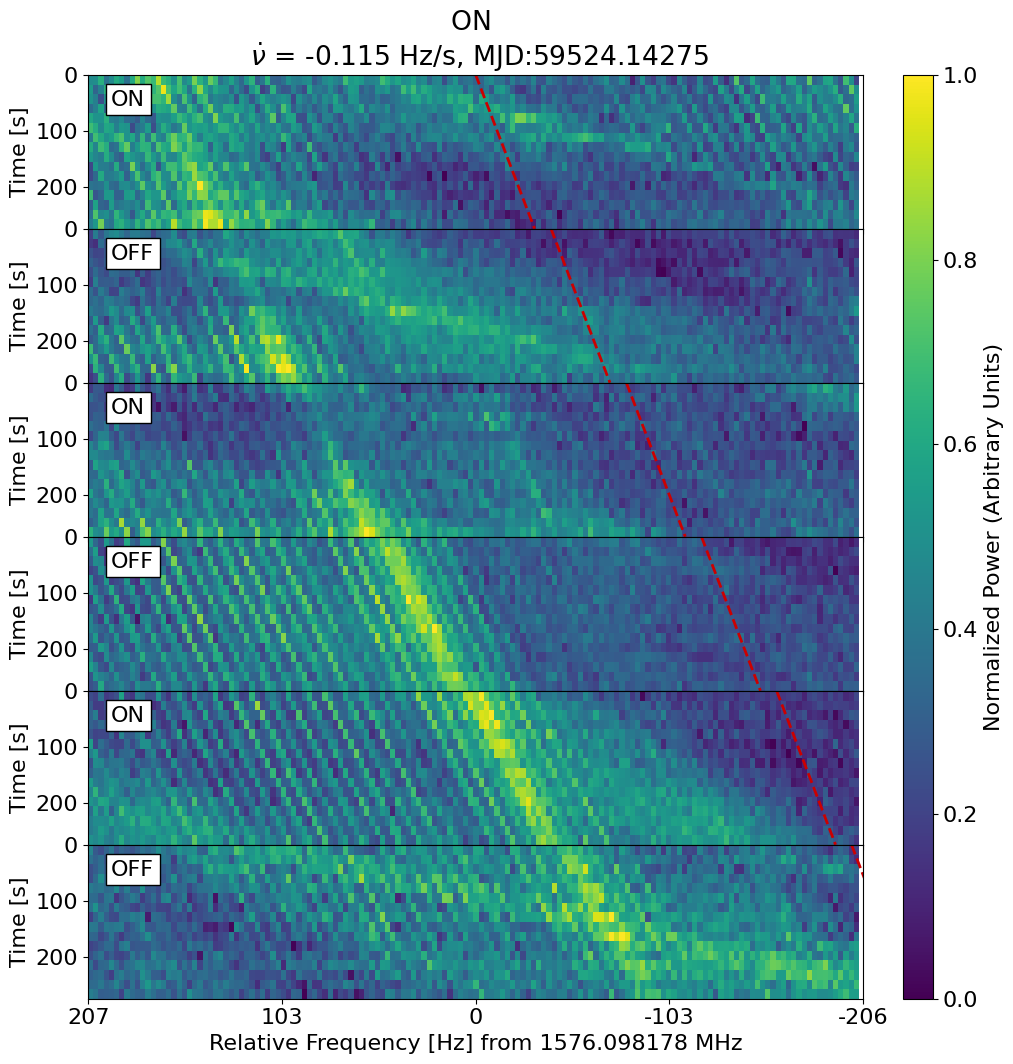 ON
ν̇ = -0.115 Hz/s, MJD:59524.14275
0
ON
100
Time [s]
200
0
OFF
100
Time [s]
200
0
ON
100
Time [s]
200
0
OFF
100
Time [s]
200
0
ON
100
Time [s]
200
0
OFF
100
Time [s]
200
207 103 0 -103 -206
Relative Frequency [Hz] from 1576.098178 MHz
1.0
0.8
0.6
0.4
0.2
0.0
Normalized Power (Arbitrary Units)